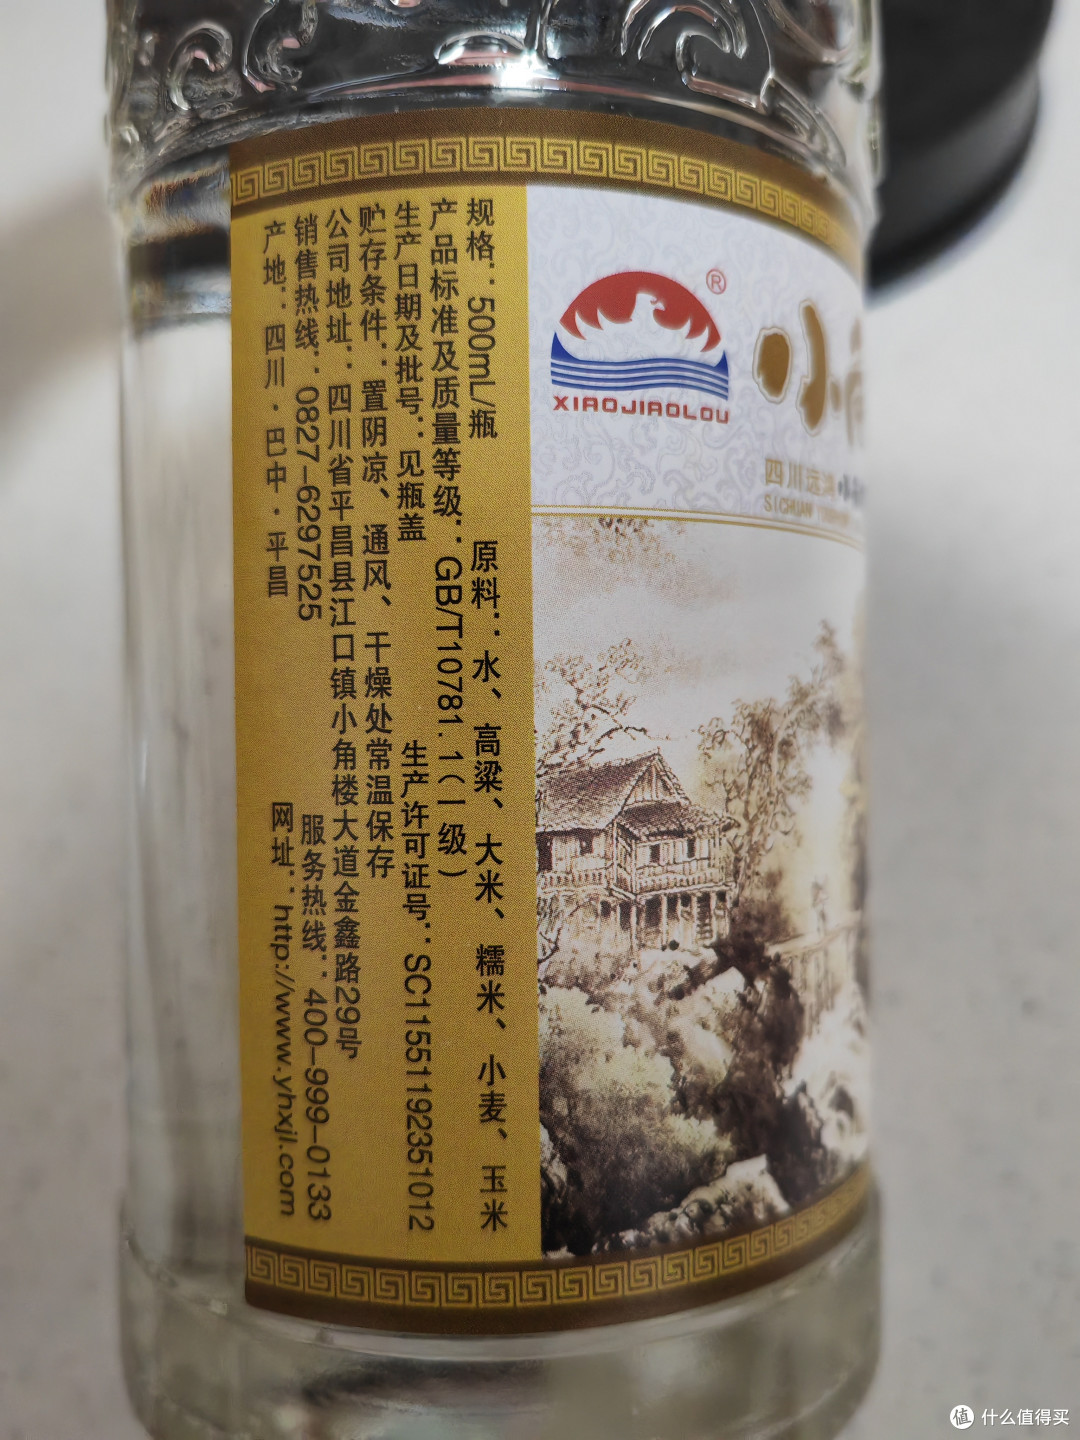 规格：500mL/瓶 原料：水、高粱、大米、糯米、小麦、玉米
产品标准及质量等级：GB/T10781.1（一级）
生产日期及批号：见瓶盖 生产许可证号：SC11551192351012
贮存条件：置阴凉、通风、干燥处常温保存
公司地址：四川省平昌县江口镇小角楼大道金鑫路29号
销售热线：0827-6297525 服务热线：400-999-0133
产地：四川·巴中·平昌 网址：http://www.yhxjl.com
®
XIAOJIAOLOU
小
四川远鸿
SICHUAN
值 什么值得买